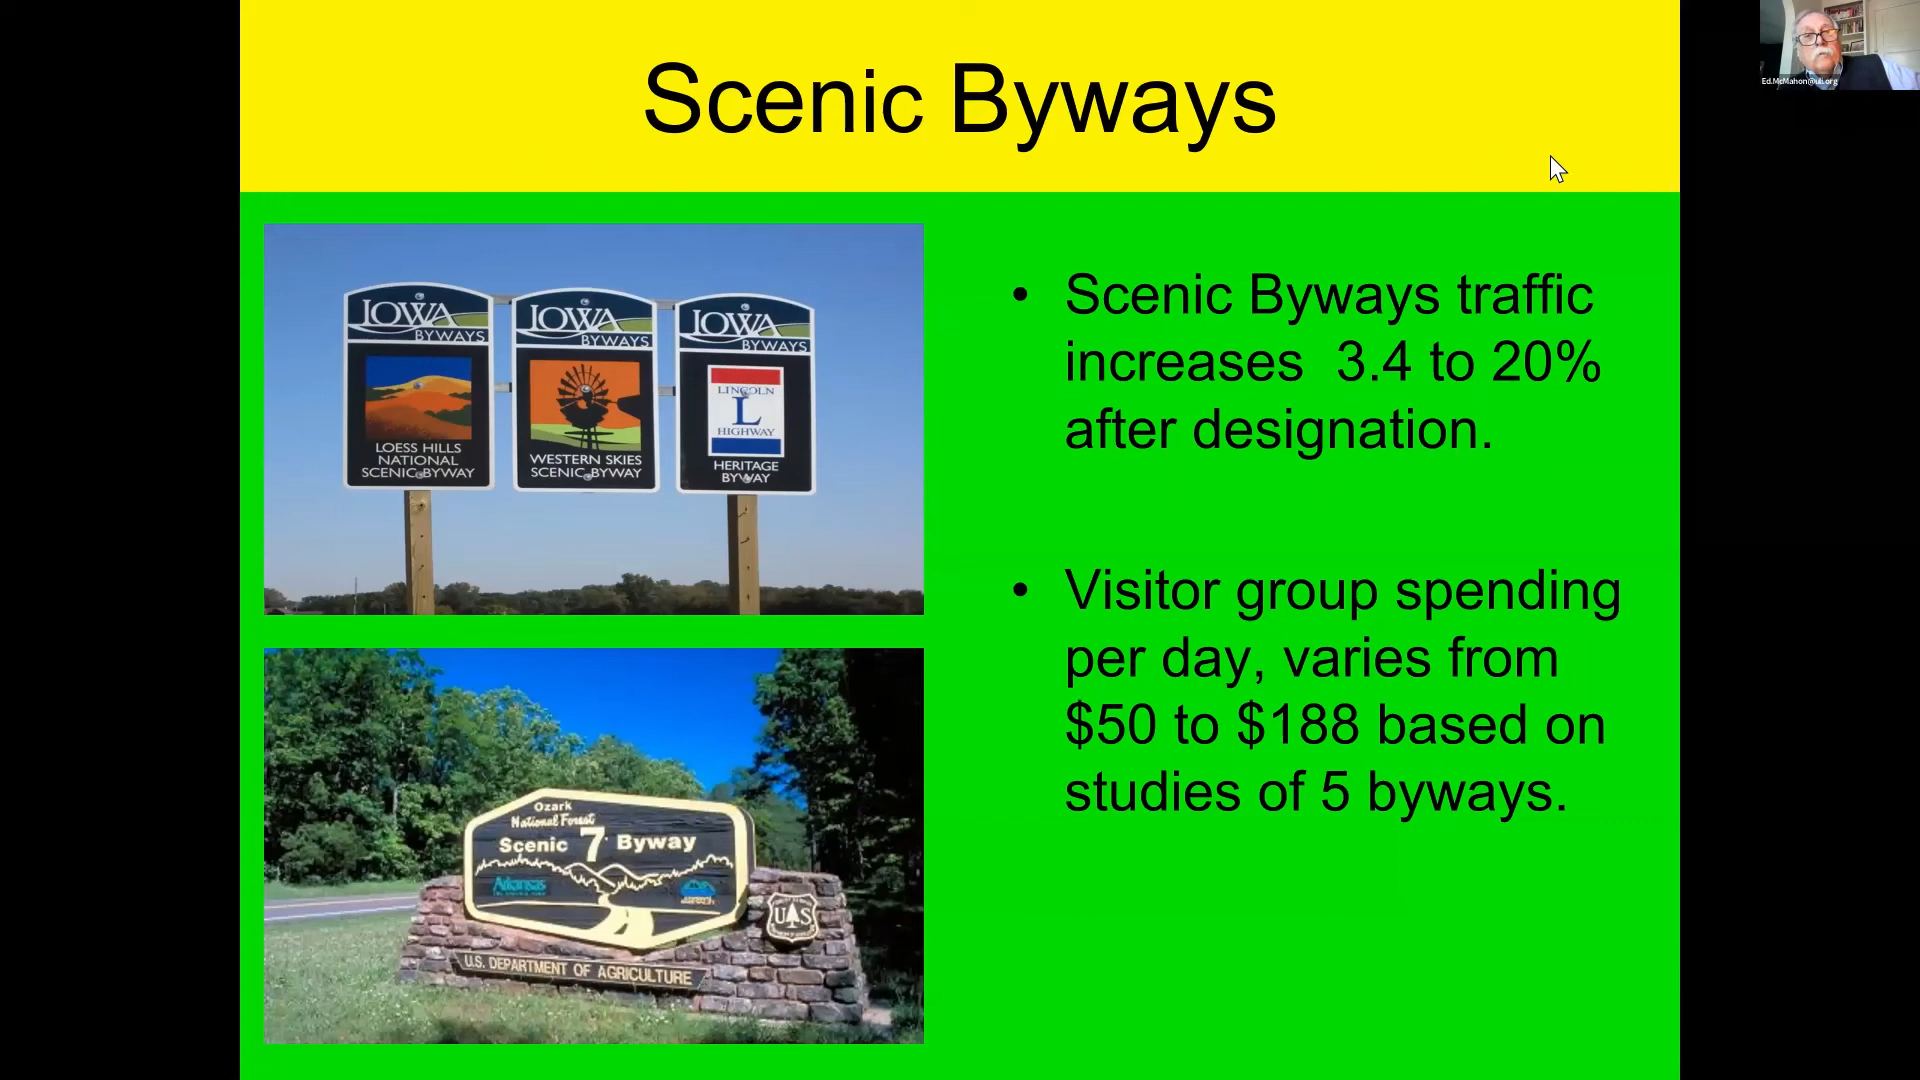 Scenic Byways
Ed.McMahon@uli.org
IOWA
BYWAYS
LOESS HILLS
NATIONAL
SCENIC BYWAY
IOWA
BYWAYS
WESTERN SKIES
SCENIC BYWAY
IOWA
BYWAYS
LINCOLN
L
HIGHWAY
HERITAGE
BYWAY
• Scenic Byways traffic
increases 3.4 to 20%
after designation.
• Visitor group spending
per day, varies from
$50 to $188 based on
studies of 5 byways.
Ozark
National Forest
Scenic 7 Byway
Arkansas
UAS
U.S. DEPARTMENT OF AGRICULTURE